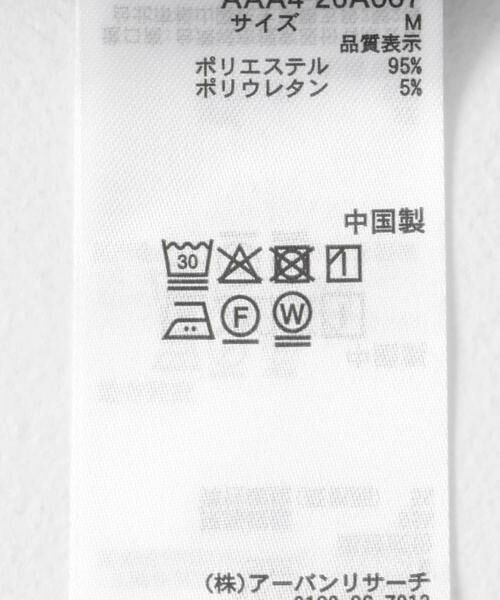 サイズ M
品質表示
ポリエステル 95%
ポリウレタン 5%
中国製
30
F W
(株)アーバンリサーチ